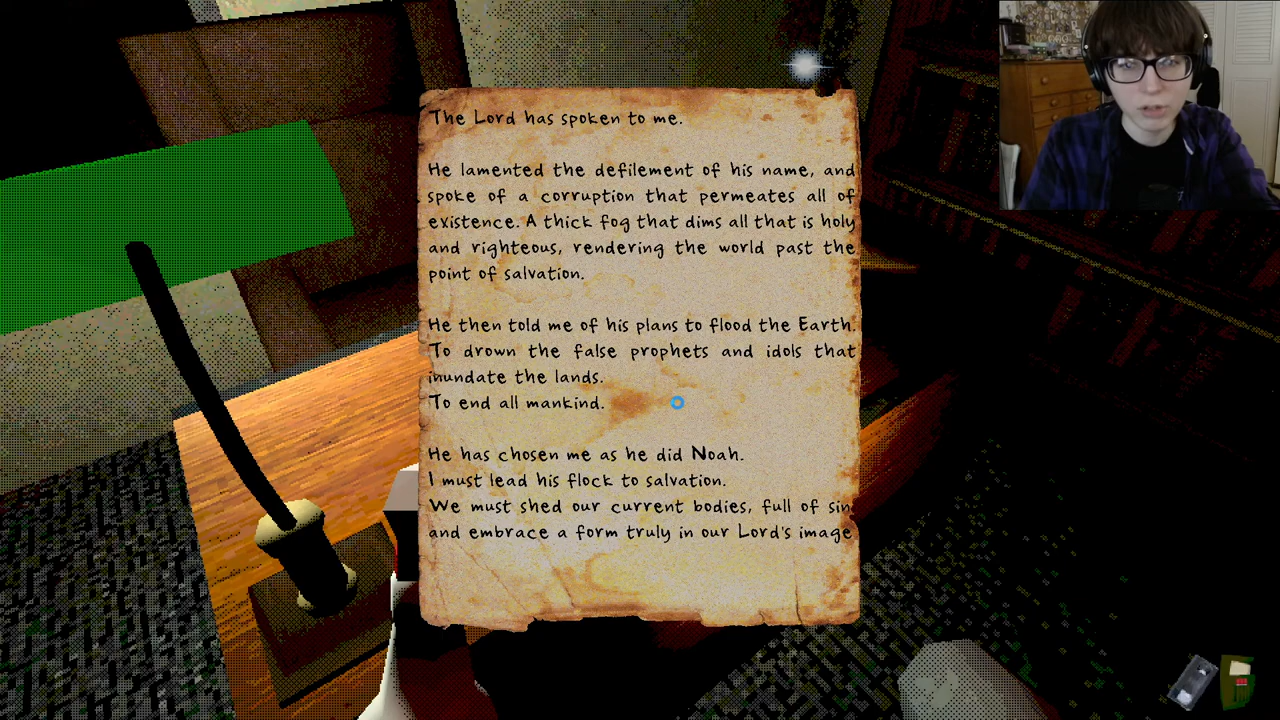 The Lord has spoken to me.
He lamented the defilement of his name, and
spoke of a corruption that permeates all of
existence. A thick fog that dims all that is holy
and righteous, rendering the world past the
point of salvation.
He then told me of his plans to flood the Earth.
To drown the false prophets and idols that
inundate the lands.
To end all mankind.
He has chosen me as he did Noah.
I must lead his flock to salvation.
We must shed our current bodies, full of sin
and embrace a form truly in our Lord's image